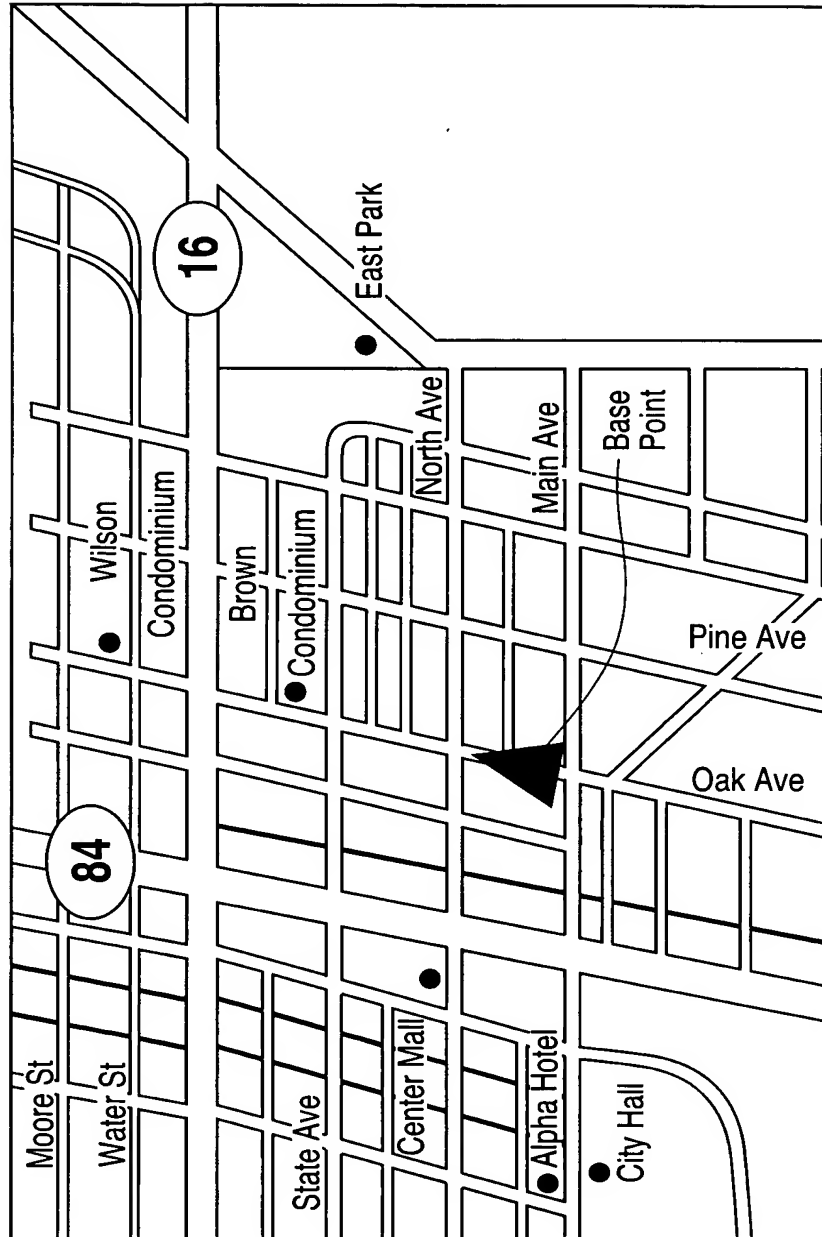 Moore St
Water St
84
16
Wilson
Condominium
Brown
Condominium
State Ave
Center Mall
Alpha Hotel
City Hall
East Park
North Ave
Main Ave
Base
Point
Pine Ave
Oak Ave